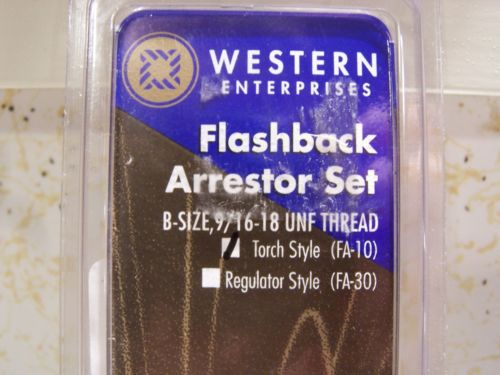 WESTERN
ENTERPRISES
Flashback
Arrestor Set
B-SIZE,9/16-18 UNF THREAD
Torch Style (FA-10)
Regulator Style (FA-30)